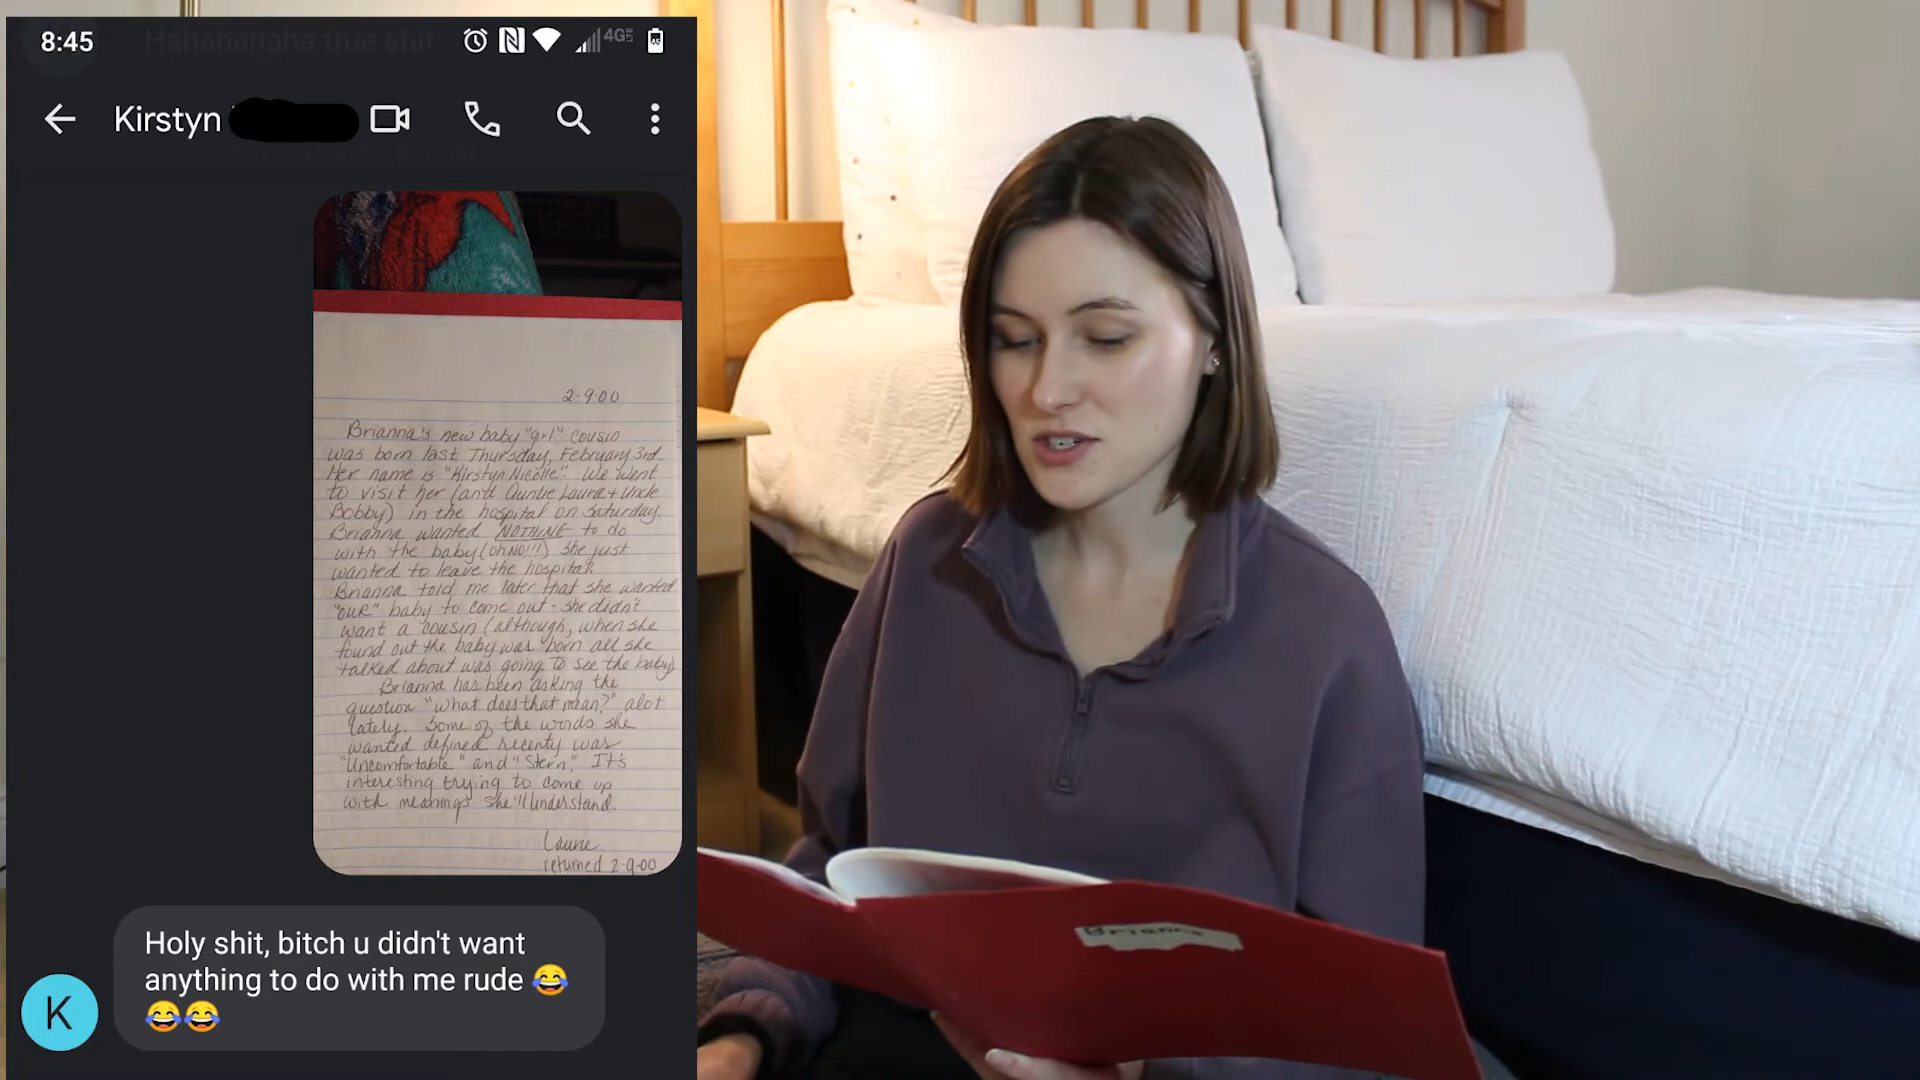 Hahahahaha true shit
8:45
4G LTE
Kirstyn
2-9-00
Brianna's new baby "girl" cousin
was born last Thursday, February 3rd.
Her name is "Kirstyn Nicolle". We went
to visit her (and Auntie Laura + Uncle
Bobby) in the hospital on Saturday.
Brianna wanted NOTHING to do
with the baby (oh NO!!!) She just
wanted to leave the hospital.
Brianna told me later that she wanted
"OUR" baby to come out - she didn't
want a cousin (although, when she
found out the baby was born all she
talked about was going to see the baby)
Brianna has been asking the
question "what does that mean?" alot
lately. Some of the words she
wanted defined recently was
"Uncomfortable" and "Stern." It's
interesting trying to come up
with meanings she'll understand.
Laurie
returned 2-9-00
Holy shit, bitch u didn't want
anything to do with me rude 😂
😂😂
K
Brianna